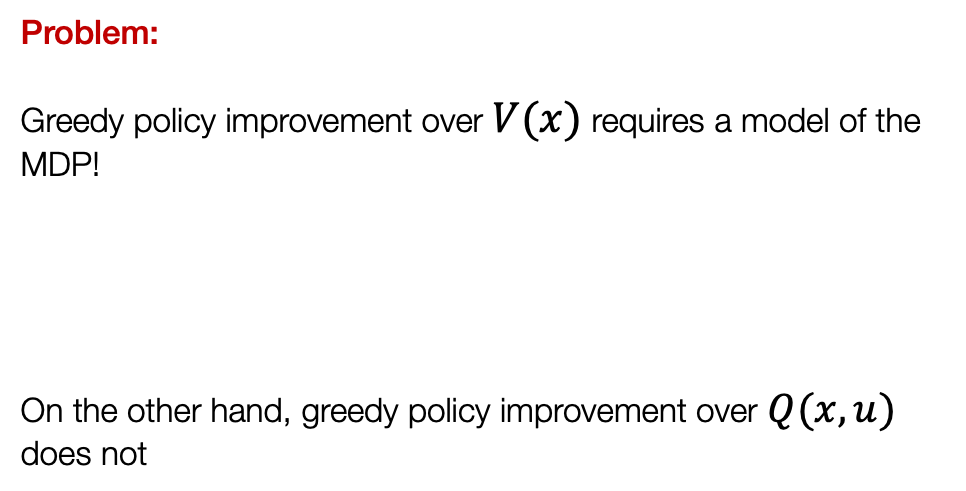 Problem:
Greedy policy improvement over V(x) requires a model of the
MDP!
On the other hand, greedy policy improvement over Q(x, u)
does not